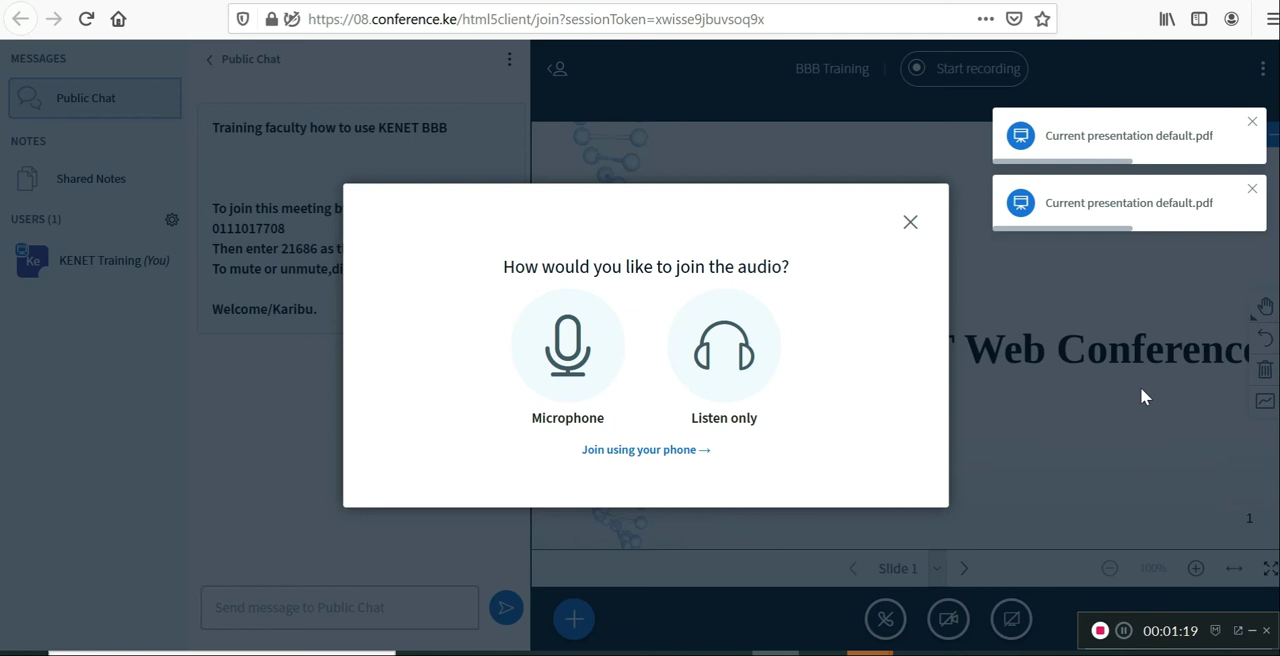 https://08.conference.ke/html5client/join?sessionToken=xwisse9jbuvsoq9x
MESSAGES
Public Chat
NOTES
Shared Notes
USERS (1)
Ke
KENET Training (You)
Public Chat
Training faculty how to use KENET BBB
To join this meeting b
0111017708
Then enter 21686 as t
To mute or unmute,di
Welcome/Karibu.
Send message to Public Chat
BBB Training
Start recording
Current presentation default.pdf
Current presentation default.pdf
How would you like to join the audio?
Microphone
Listen only
Join using your phone →
Web Conferenc
1
Slide 1
100%
00:01:19